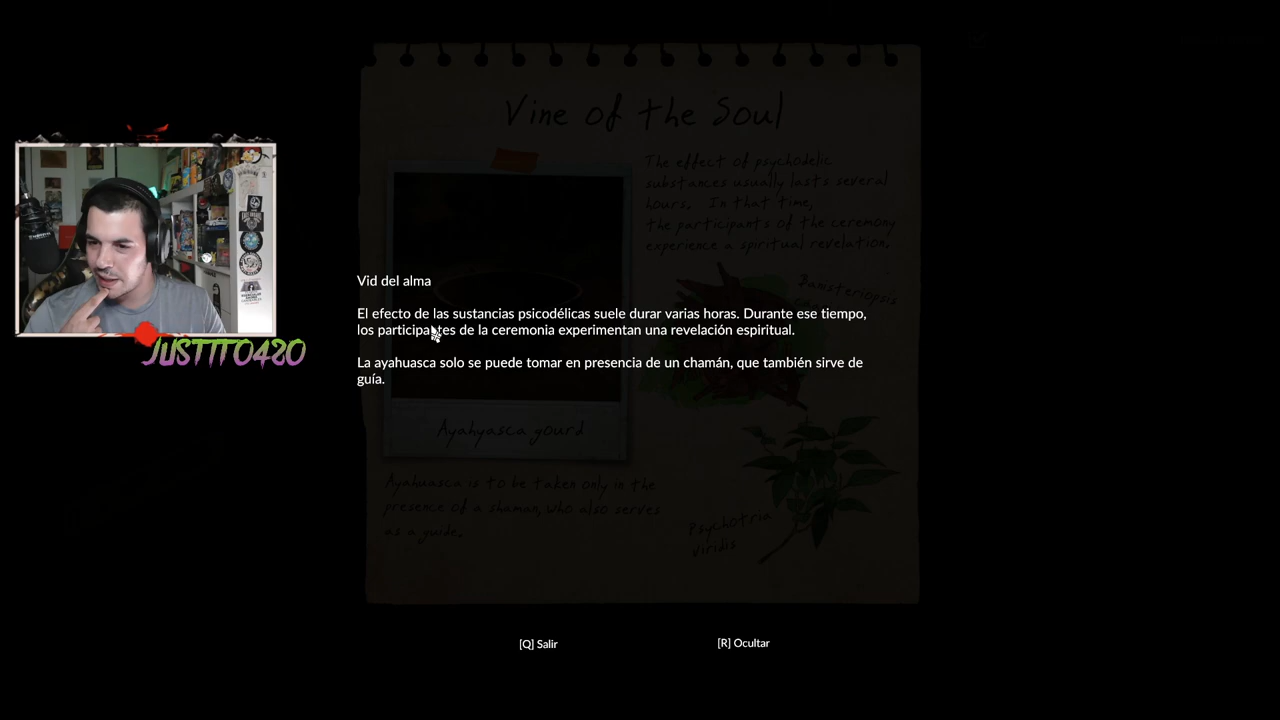 Vine of the Soul
The effect of psychodelic
substances usually lasts several
hours. In that time,
the participants of the ceremony
experience a spiritual revelation.
JUSTITO420
Vid del alma
El efecto de las sustancias psicodélicas suele durar varias horas. Durante ese tiempo,
los participantes de la ceremonia experimentan una revelación espiritual.
La ayahuasca solo se puede tomar en presencia de un chamán, que también sirve de
guía.
Ayahyasca gourd
Ayahuasca is to be taken only in the
presence of a shaman, who also serves
as a guide.
Psychotria
viridis
[Q] Salir
[R] Ocultar